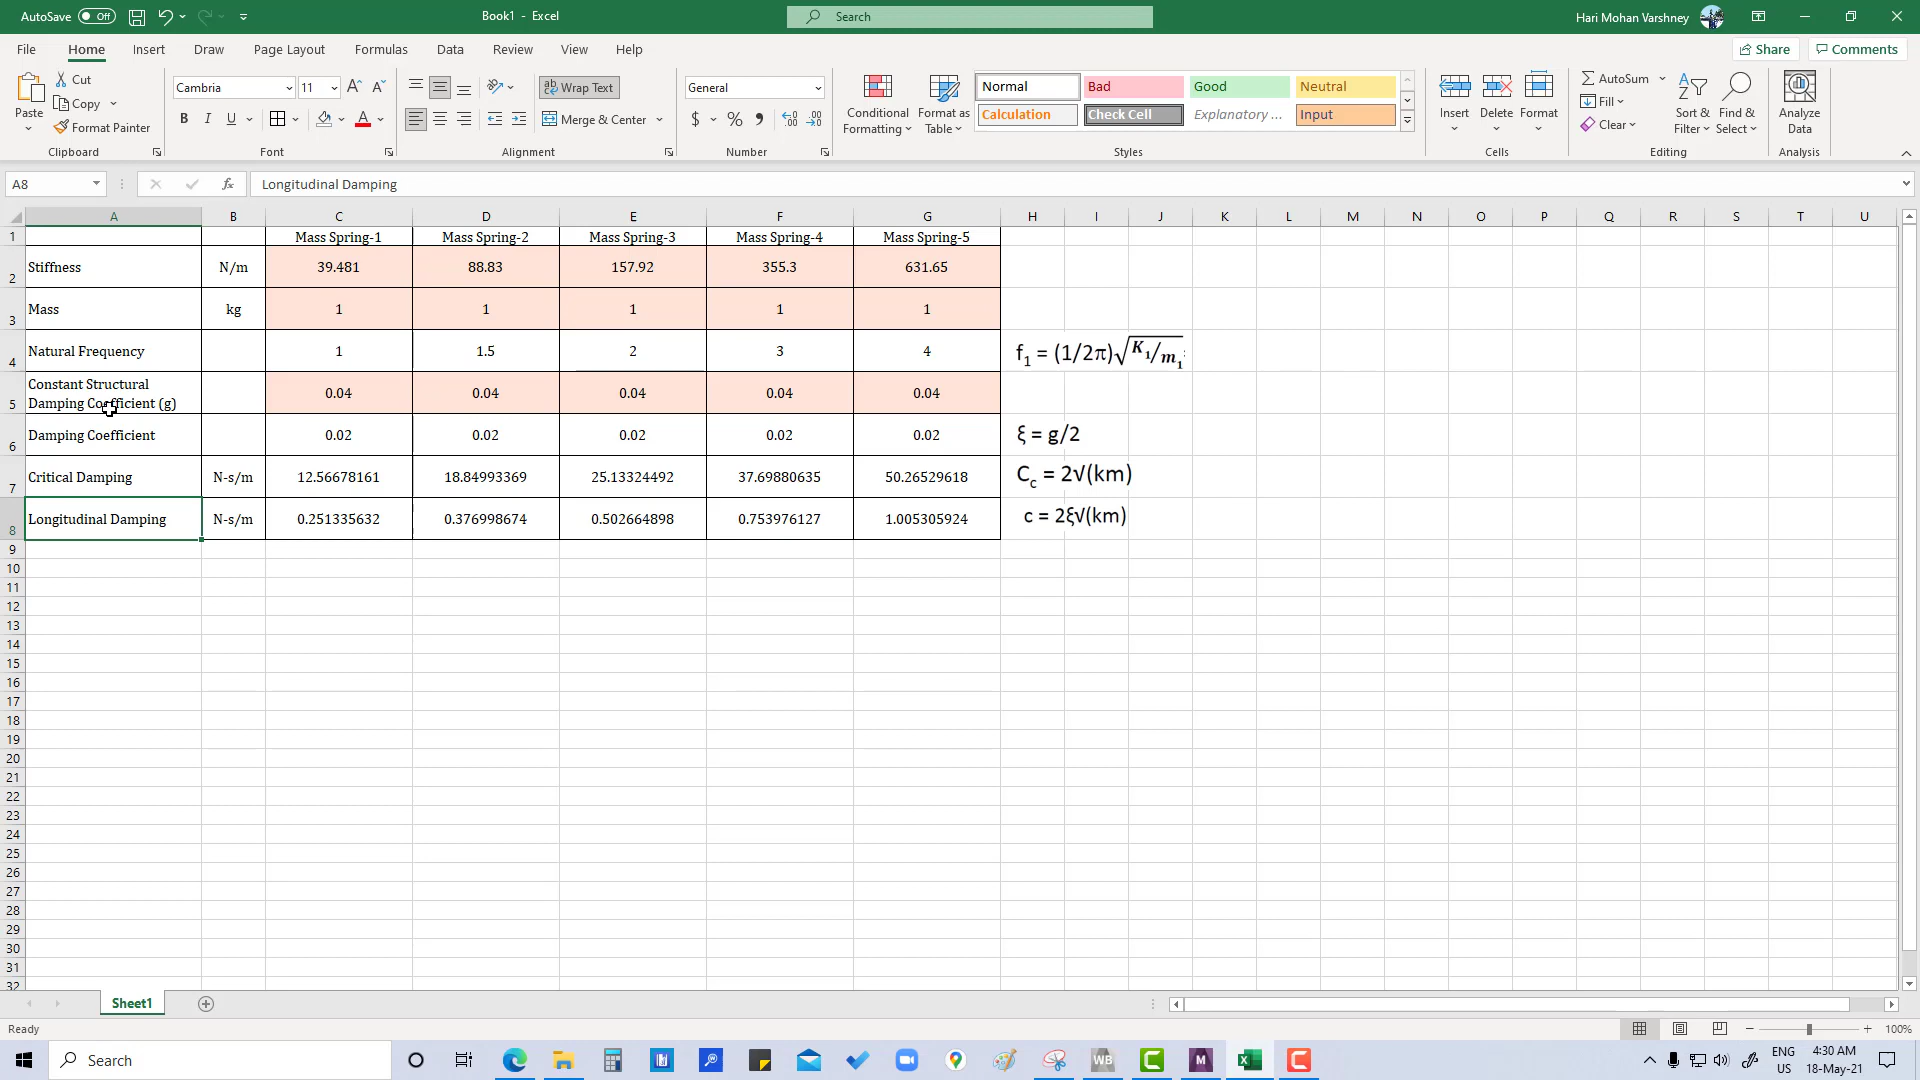 AutoSave Off Book1 - Excel Search Hari Mohan Varshney
File Home Insert Draw Page Layout Formulas Data Review View Help Share Comments
Paste Cut Copy Format Painter Clipboard
Cambria 11 B I U Font
Wrap Text Merge & Center Alignment
General $ % Number
Conditional Formatting Format as Table
Normal Bad Good Neutral
Calculation Check Cell Explanatory ... Input
Styles
Insert Delete Format Cells
AutoSum Fill Clear Sort & Filter Find & Select Editing
Analyze Data Analysis
A8 fx Longitudinal Damping
A B C D E F G H I J K L M N O P Q R S T U
1 Mass Spring-1 Mass Spring-2 Mass Spring-3 Mass Spring-4 Mass Spring-5
2 Stiffness N/m 39.481 88.83 157.92 355.3 631.65
3 Mass kg 1 1 1 1 1
4 Natural Frequency 1 1.5 2 3 4 f₁ = (1/2π)√K₁/m₁
5 Constant Structural Damping Coefficient (g) 0.04 0.04 0.04 0.04 0.04
6 Damping Coefficient 0.02 0.02 0.02 0.02 0.02 ξ = g/2
7 Critical Damping N-s/m 12.56678161 18.84993369 25.13324492 37.69880635 50.26529618 Cc = 2√(km)
8 Longitudinal Damping N-s/m 0.251335632 0.376998674 0.502664898 0.753976127 1.005305924 c = 2ξ√(km)
9
10
11
12
13
14
15
16
17
18
19
20
21
22
23
24
25
26
27
28
29
30
31
32
Sheet1
Ready 100%
Search WB M ENG US 4:30 AM 18-May-21